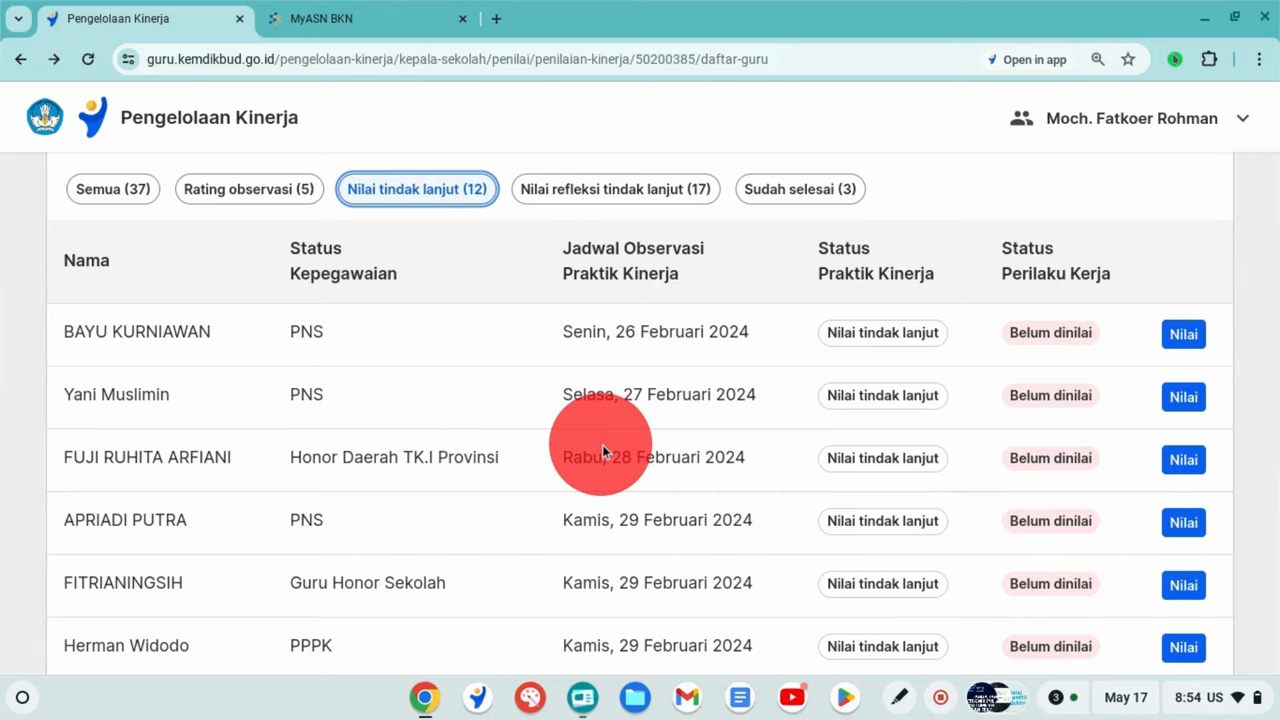 Pengelolaan Kinerja
MyASN BKN
guru.kemdikbud.go.id/pengelolaan-kinerja/kepala-sekolah/penilai/penilaian-kinerja/50200385/daftar-guru
Open in app
Pengelolaan Kinerja
Moch. Fatkoer Rohman
Semua (37)
Rating observasi (5)
Nilai tindak lanjut (12)
Nilai refleksi tindak lanjut (17)
Sudah selesai (3)
Nama
Status
Kepegawaian
Jadwal Observasi
Praktik Kinerja
Status
Praktik Kinerja
Status
Perilaku Kerja
BAYU KURNIAWAN
PNS
Senin, 26 Februari 2024
Nilai tindak lanjut
Belum dinilai
Nilai
Yani Muslimin
PNS
Selasa, 27 Februari 2024
Nilai tindak lanjut
Belum dinilai
Nilai
FUJI RUHITA ARFIANI
Honor Daerah TK.I Provinsi
Rabu, 28 Februari 2024
Nilai tindak lanjut
Belum dinilai
Nilai
APRIADI PUTRA
PNS
Kamis, 29 Februari 2024
Nilai tindak lanjut
Belum dinilai
Nilai
FITRIANINGSIH
Guru Honor Sekolah
Kamis, 29 Februari 2024
Nilai tindak lanjut
Belum dinilai
Nilai
Herman Widodo
PPPK
Kamis, 29 Februari 2024
Nilai tindak lanjut
Belum dinilai
Nilai
3
May 17
8:54 US